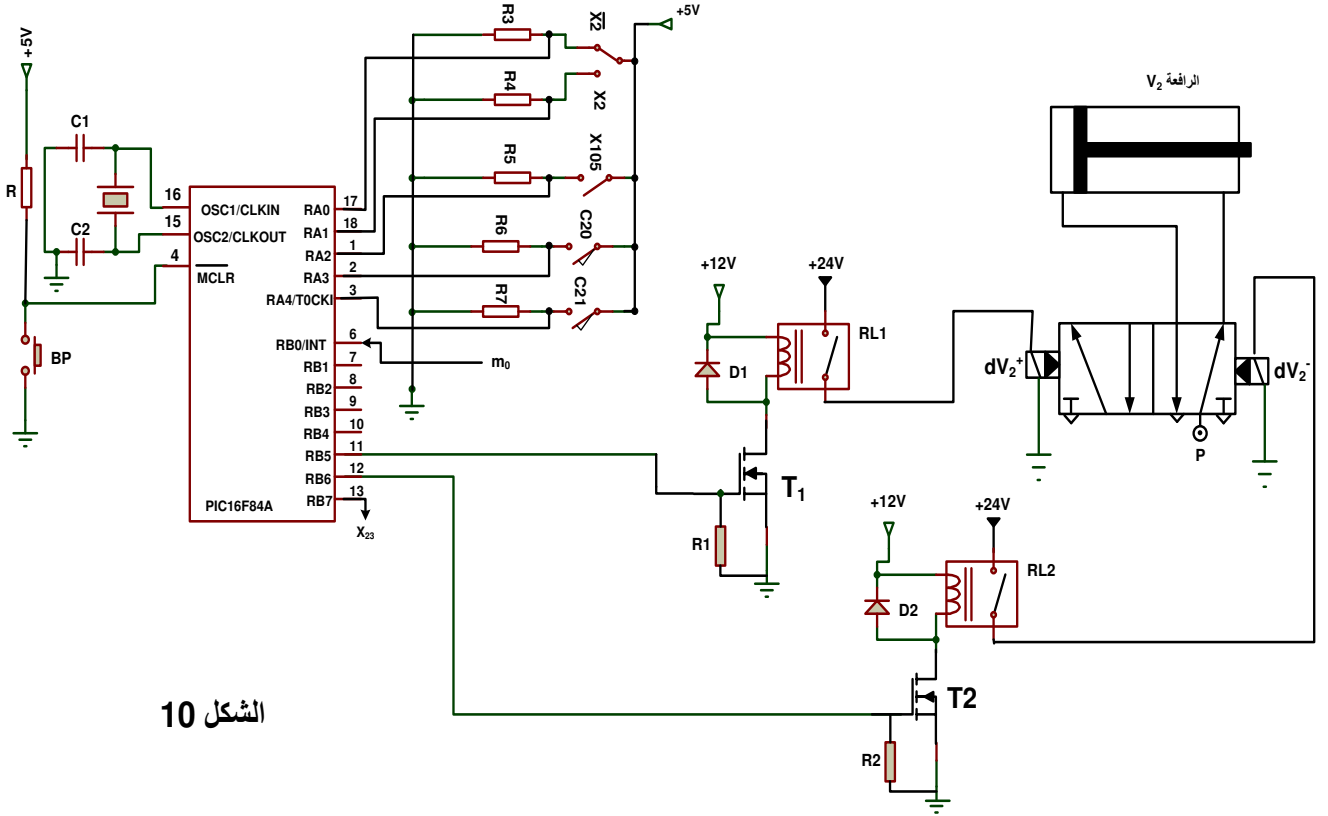 +5V
R
BP
C1
C2
16
15
4
OSC1/CLKIN
OSC2/CLKOUT
MCLR
PIC16F84A
RA0
RA1
RA2
RA3
RA4/T0CKI
RB0/INT
RB1
RB2
RB3
RB4
RB5
RB6
RB7
17
18
1
2
3
6
7
8
9
10
11
12
13
X₂₃
m₀
R3
R4
R5
R6
R7
X2
X2
X105
C20
C21
+5V
+12V
+24V
RL1
D1
T₁
R1
+12V
+24V
RL2
D2
T2
R2
الرافعة V₂
dV₂⁺
dV₂⁻
P
الشكل 10